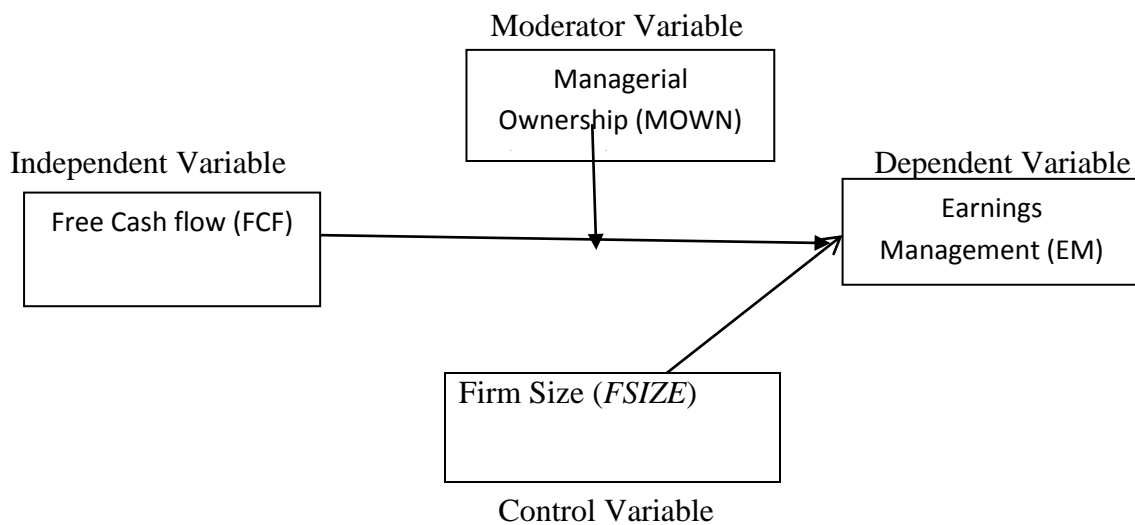 Moderator Variable
Managerial
Ownership (MOWN)
Independent Variable
Free Cash flow (FCF)
Dependent Variable
Earnings
Management (EM)
Firm Size (FSIZE)
Control Variable